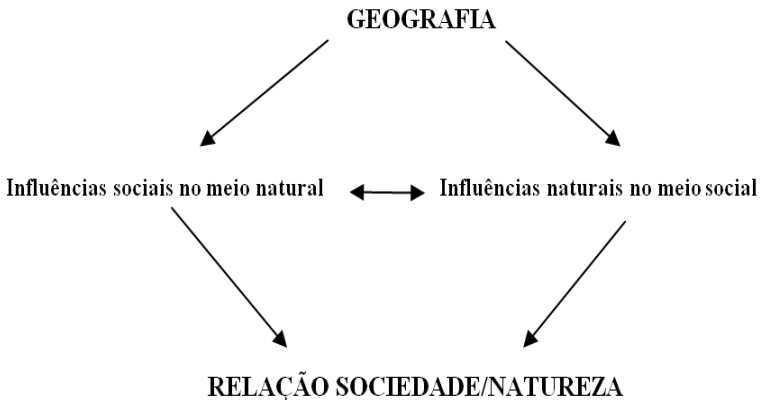 GEOGRAFIA
Influências sociais no meio natural
Influências naturais no meio social
RELAÇÃO SOCIEDADE/NATUREZA